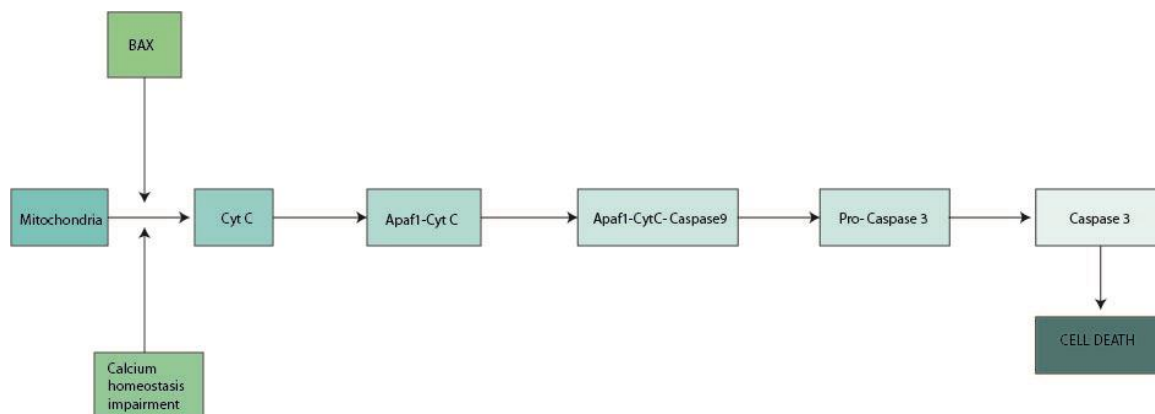 BAX
Mitochondria
Cyt C
Apaf1-Cyt C
Apaf1-CytC- Caspase9
Pro- Caspase 3
Caspase 3
Calcium
homeostasis
impairment
CELL DEATH